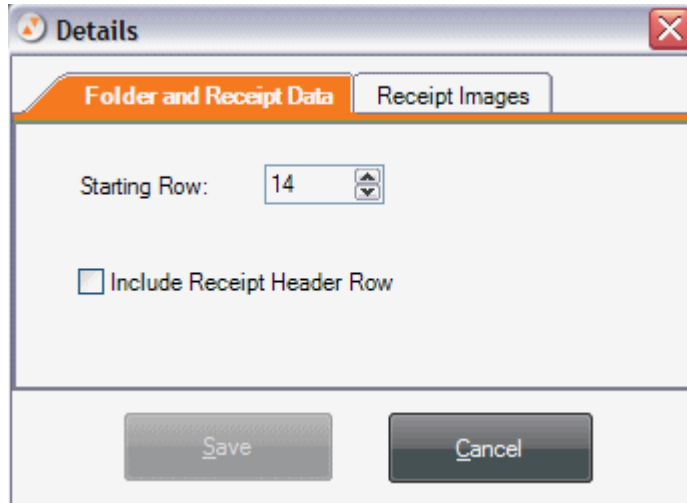 Details
Folder and Receipt Data Receipt Images
Starting Row: 14
Include Receipt Header Row
Save Cancel